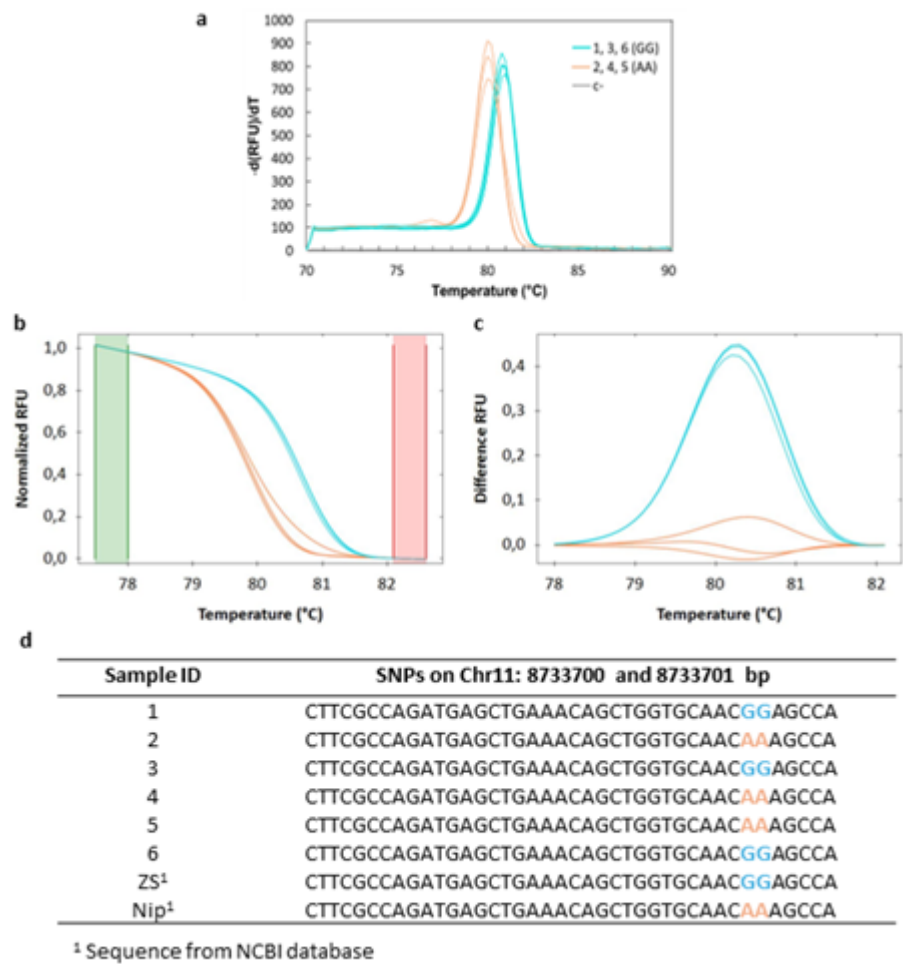 a
1000
900
800
700
600
500
400
300
200
100
0
-d(RFU)/dT
1, 3, 6 (GG)
2, 4, 5 (AA)
c-
70 75 80 85 90
Temperature (°C)
b
1,0
0,8
0,6
0,4
0,2
0,0
Normalized RFU
78 79 80 81 82
Temperature (°C)
c
0,4
0,3
0,2
0,1
0,0
Difference RFU
78 79 80 81 82
Temperature (°C)
d
Sample ID SNPs on Chr11: 8733700 and 8733701 bp
1 CTTCGCCAGATGAGCTGAAACAGCTGGTGCAACGGAGCCA
2 CTTCGCCAGATGAGCTGAAACAGCTGGTGCAACAAAGCCA
3 CTTCGCCAGATGAGCTGAAACAGCTGGTGCAACGGAGCCA
4 CTTCGCCAGATGAGCTGAAACAGCTGGTGCAACAAAGCCA
5 CTTCGCCAGATGAGCTGAAACAGCTGGTGCAACAAAGCCA
6 CTTCGCCAGATGAGCTGAAACAGCTGGTGCAACGGAGCCA
ZS¹ CTTCGCCAGATGAGCTGAAACAGCTGGTGCAACGGAGCCA
Nip¹ CTTCGCCAGATGAGCTGAAACAGCTGGTGCAACAAAGCCA
¹ Sequence from NCBI database